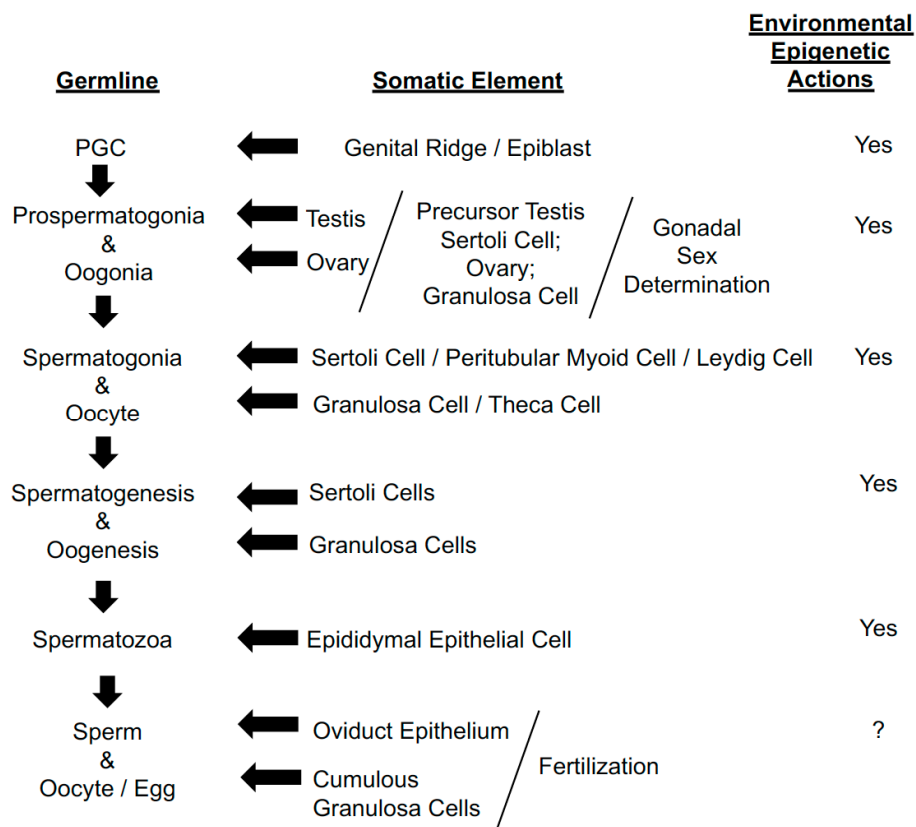 Environmental
Epigenetic
Actions
Germline
Somatic Element
PGC
Genital Ridge / Epiblast
Yes
Prospermatogonia
&
Oogonia
Testis
Ovary
Precursor Testis
Sertoli Cell;
Ovary;
Granulosa Cell
Gonadal
Sex
Determination
Yes
Spermatogonia
&
Oocyte
Sertoli Cell / Peritubular Myoid Cell / Leydig Cell
Granulosa Cell / Theca Cell
Yes
Spermatogenesis
&
Oogenesis
Sertoli Cells
Granulosa Cells
Yes
Spermatozoa
Epididymal Epithelial Cell
Yes
Sperm
&
Oocyte / Egg
Oviduct Epithelium
Cumulous
Granulosa Cells
Fertilization
?